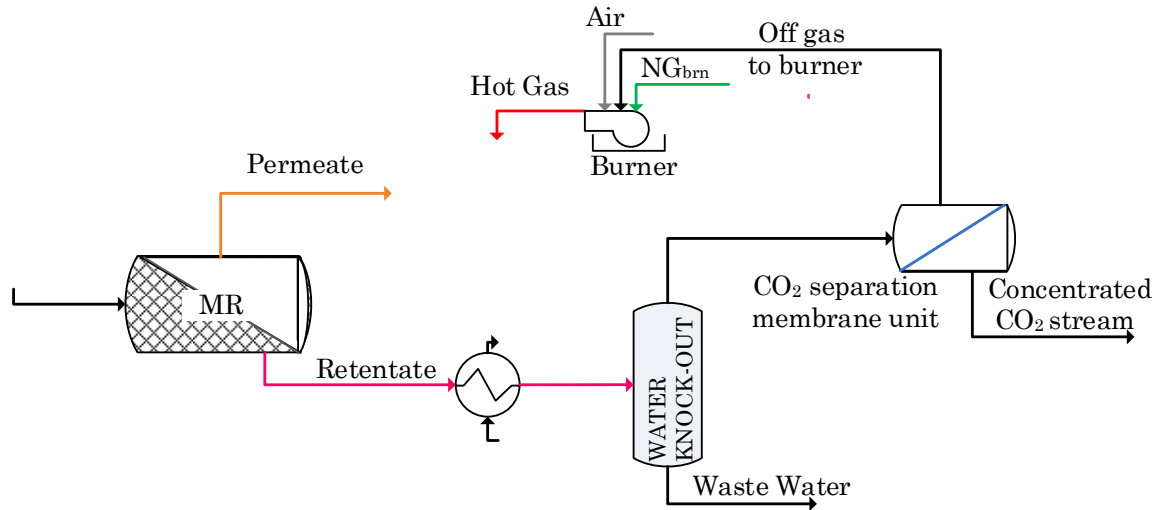 Air
Off gas
to burner
NGbrn
Hot Gas
Burner
Permeate
MR
CO2 separation
membrane unit
Concentrated
CO2 stream
Retentate
WATER
KNOCK-OUT
Waste Water